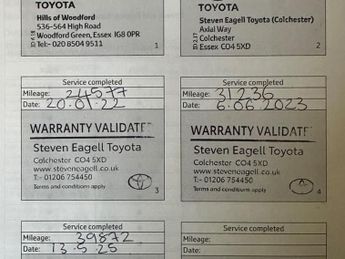 TOYOTA
Hills of Woodford
536-564 High Road
Woodford Green, Essex IG8 0PR
Tel:- 020 8504 9511
1
TOYOTA
Steven Eagell Toyota (Colchester)
Axial Way
Colchester
Essex CO4 5XD
2
Service completed
Mileage: 24577
Date: 20.01.22
WARRANTY VALIDATE
Steven Eagell Toyota
Colchester CO4 5XD
www.steveneagell.co.uk
T:- 01206 754450
Terms and conditions apply
3
Service completed
Mileage: 31236
Date: 6.06.2023
WARRANTY VALIDATE
Steven Eagell Toyota
Colchester CO4 5XD
www.steveneagell.co.uk
T:- 01206 754450
Terms and conditions apply
4
Service completed
Mileage: 39872
Date: 13.5.25
Service completed
Mileage:
Date: